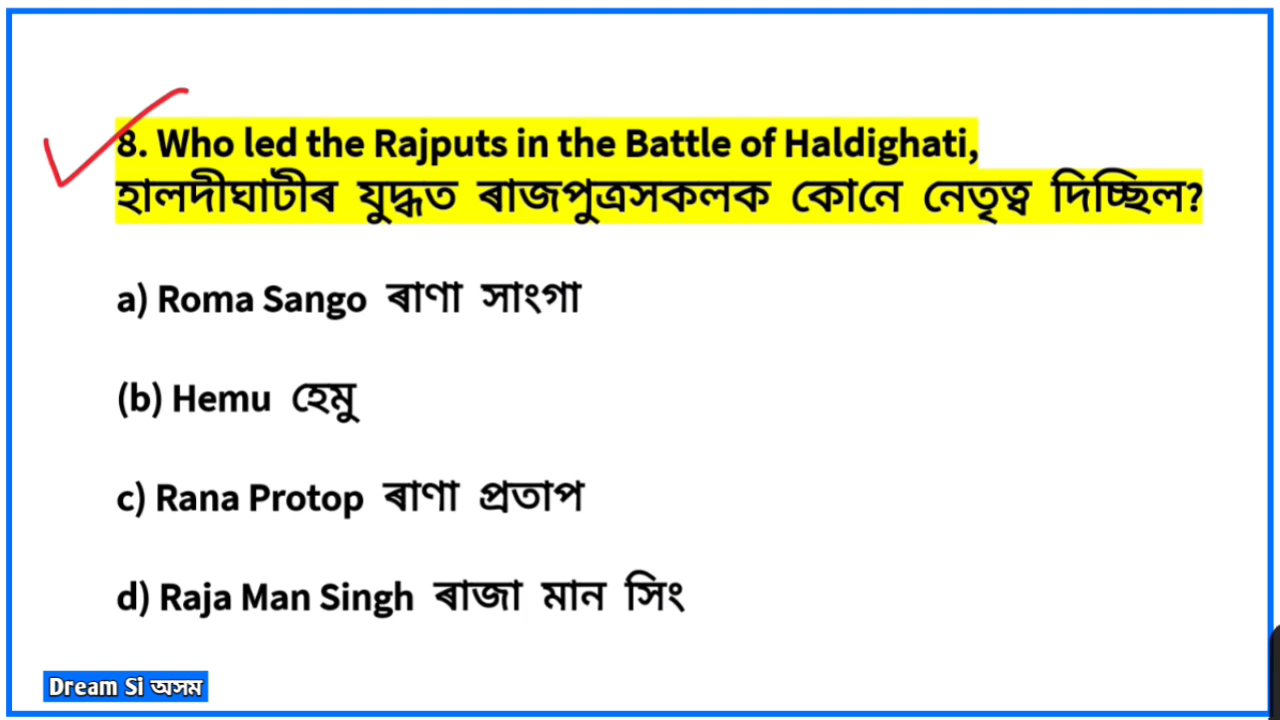 8. Who led the Rajputs in the Battle of Haldighati,
হালদীঘাটীৰ যুদ্ধত ৰাজপুত্ৰসকলক কোনে নেতৃত্ব দিচ্ছিল?
a) Roma Sango ৰাণা সাংগা
(b) Hemu হেমু
c) Rana Protop ৰাণা প্ৰতাপ
d) Raja Man Singh ৰাজা মান সিং
Dream Si অসম